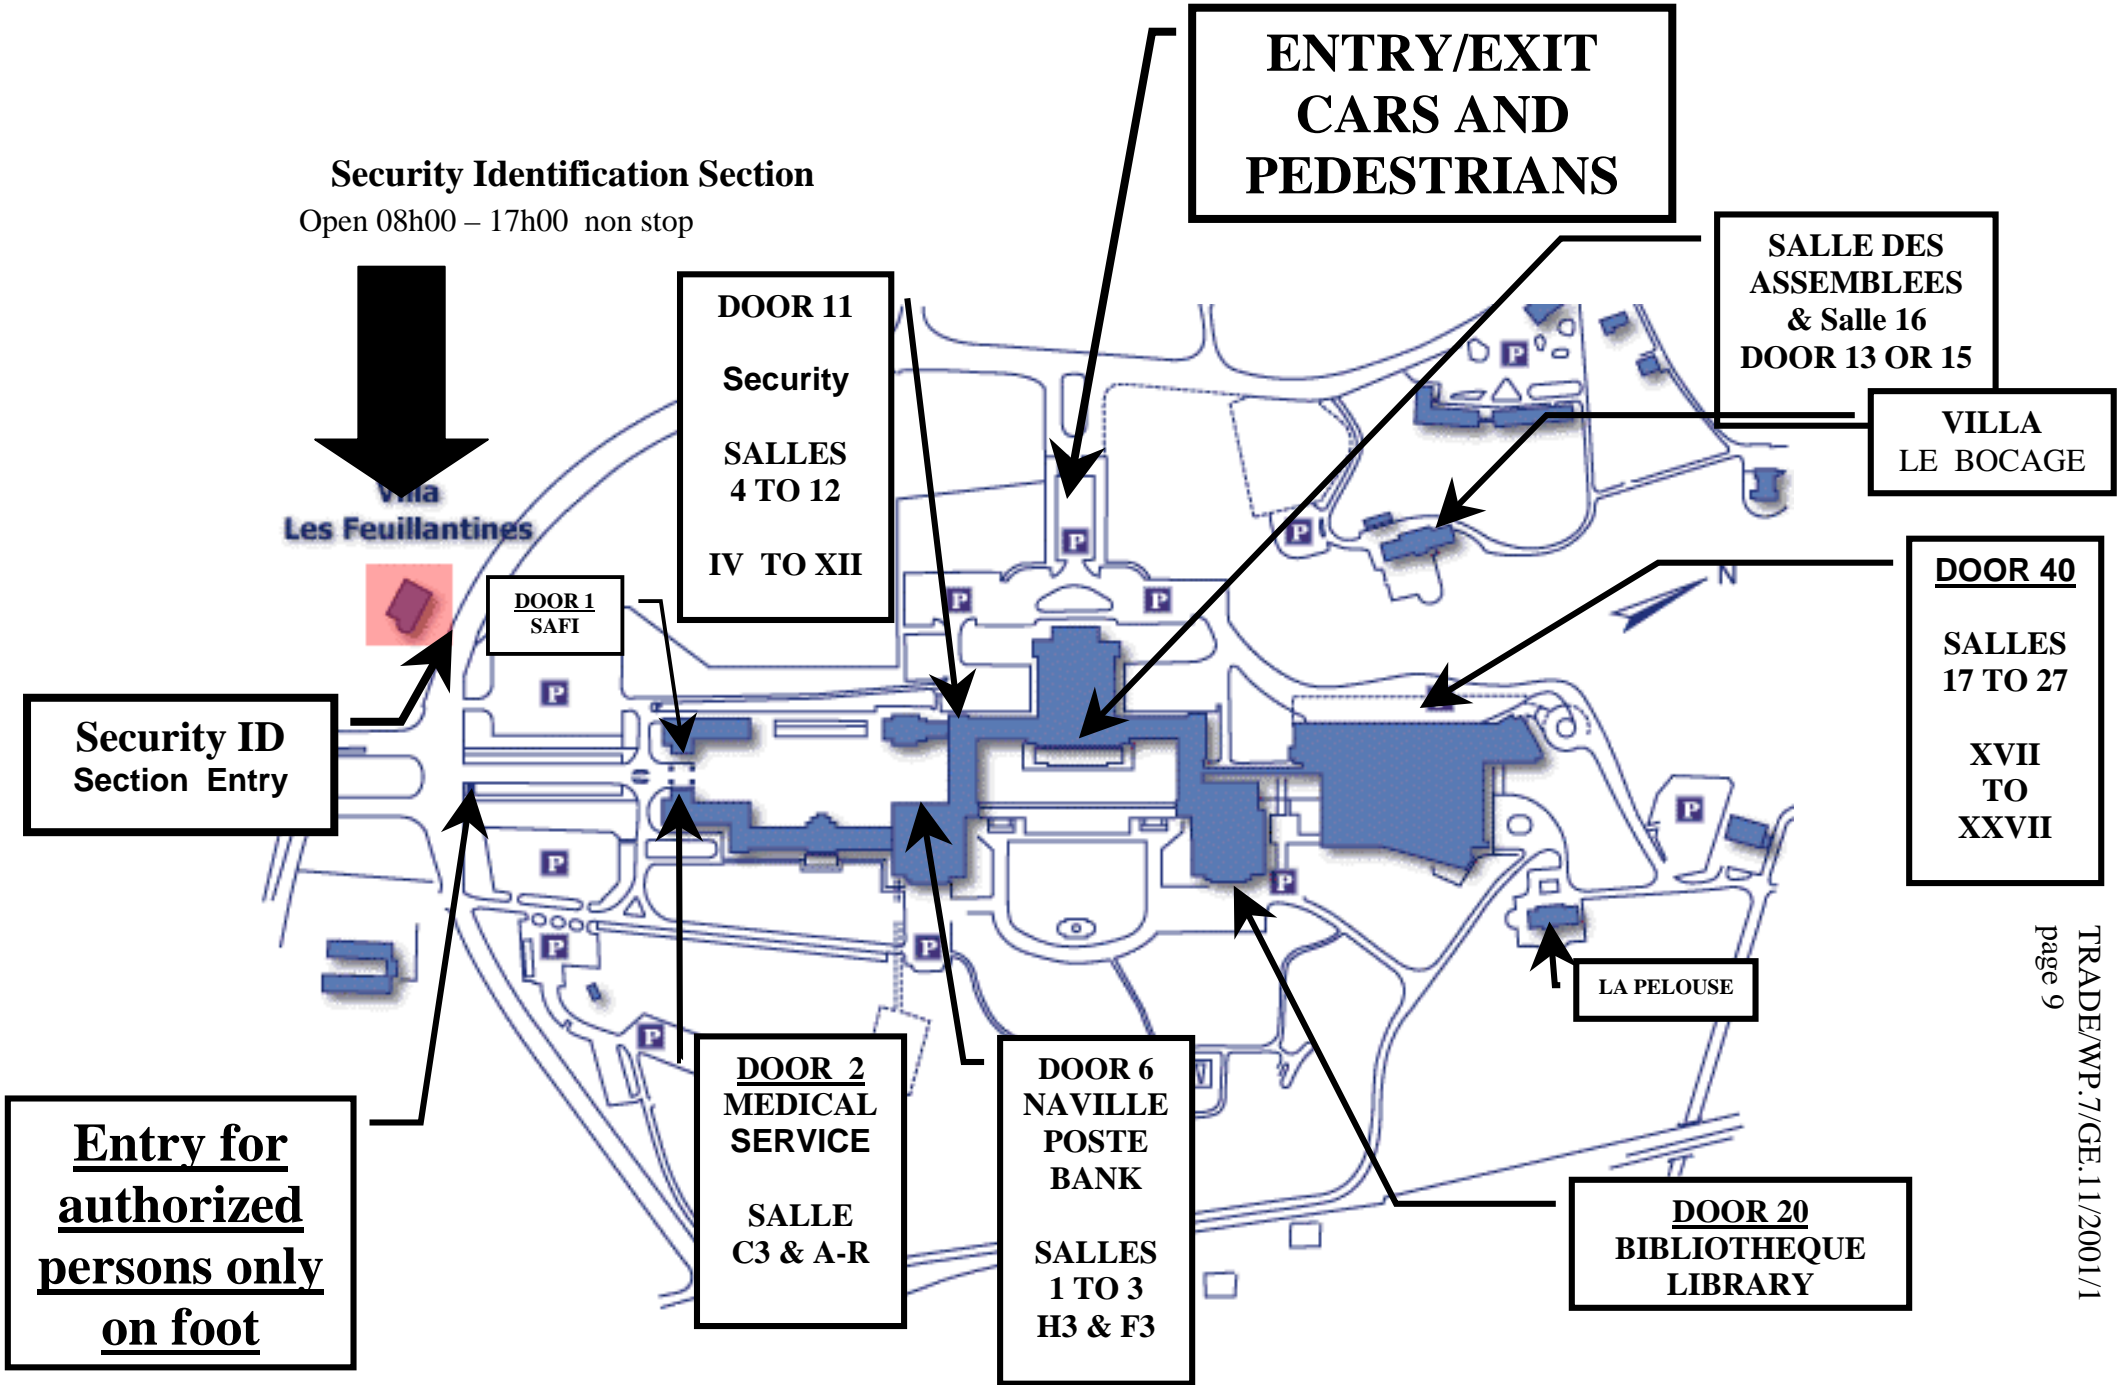 ENTRY/EXIT
CARS AND
PEDESTRIANS
Security Identification Section
Open 08h00 – 17h00 non stop
SALLE DES
ASSEMBLEES
& Salle 16
DOOR 13 OR 15
DOOR 11
Security
SALLES
4 TO 12
IV TO XII
VILLA
LE BOCAGE
Villa
Les Feuillantines
DOOR 1
SAFI
DOOR 40
SALLES
17 TO 27
XVII
TO
XXVII
N
P
P
P
P
P
P
P
P
P
P
P
P
P
Security ID
Section Entry
LA PELOUSE
Entry for
authorized
persons only
on foot
DOOR 2
MEDICAL
SERVICE
SALLE
C3 & A-R
DOOR 6
NAVILLE
POSTE
BANK
SALLES
1 TO 3
H3 & F3
DOOR 20
BIBLIOTHEQUE
LIBRARY
TRADE/WP.7/GE.11/2001/1
page 9